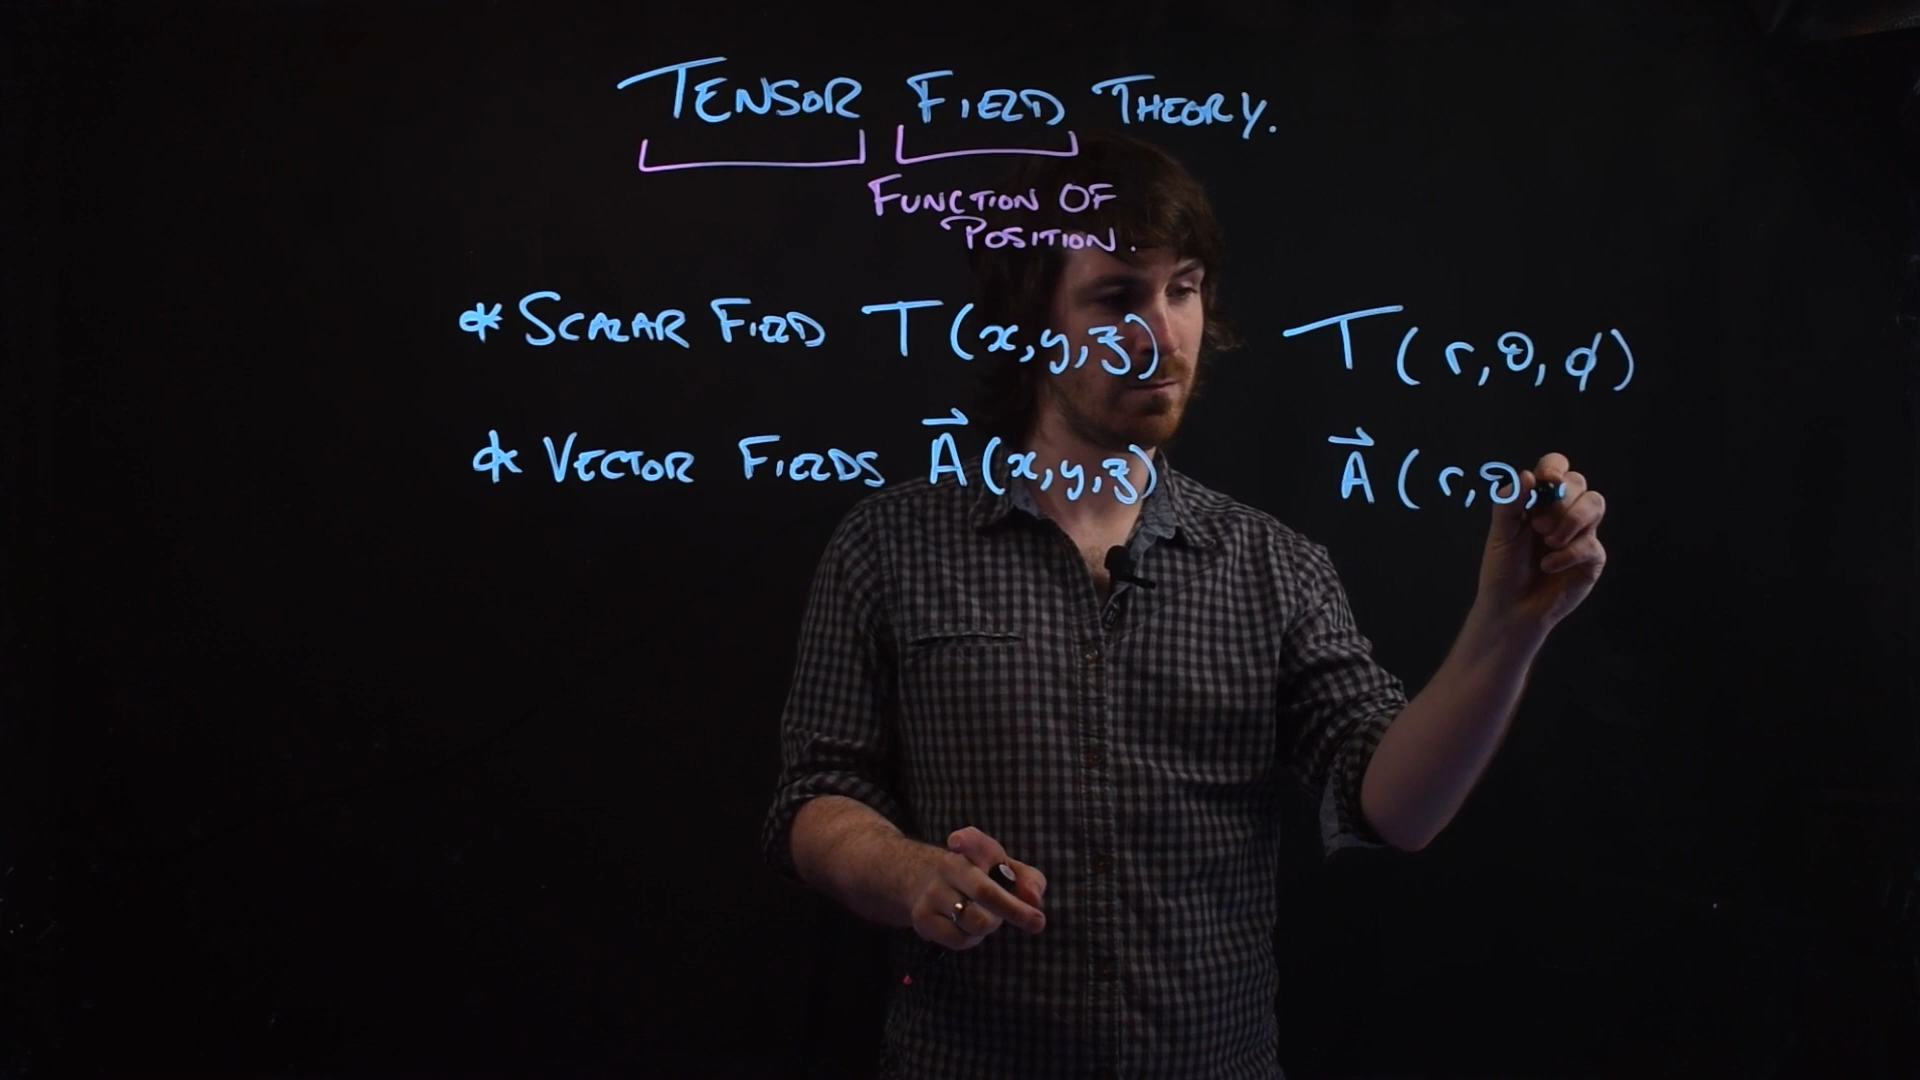 TENSOR FIELD THEORY.
FUNCTION OF
POSITION.
* SCALAR FIELD T(x,y,z) T(r,θ,φ)
* VECTOR FIELDS A⃗(x,y,z) A⃗(r,θ,